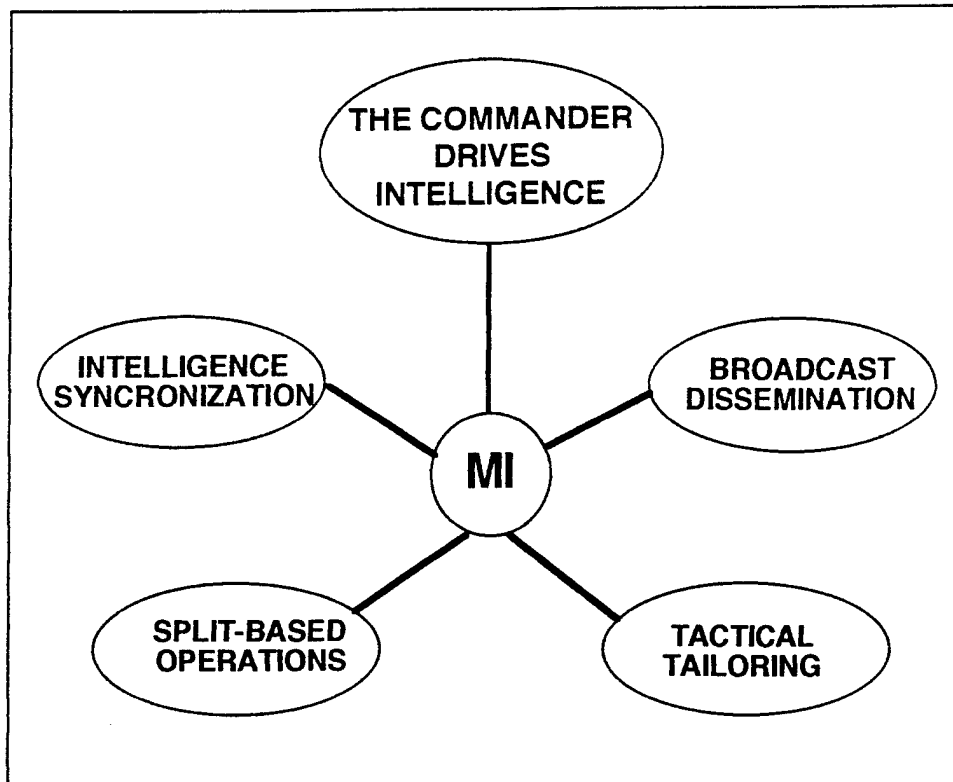 THE COMMANDER
DRIVES
INTELLIGENCE
INTELLIGENCE
SYNCRONIZATION
BROADCAST
DISSEMINATION
MI
SPLIT-BASED
OPERATIONS
TACTICAL
TAILORING